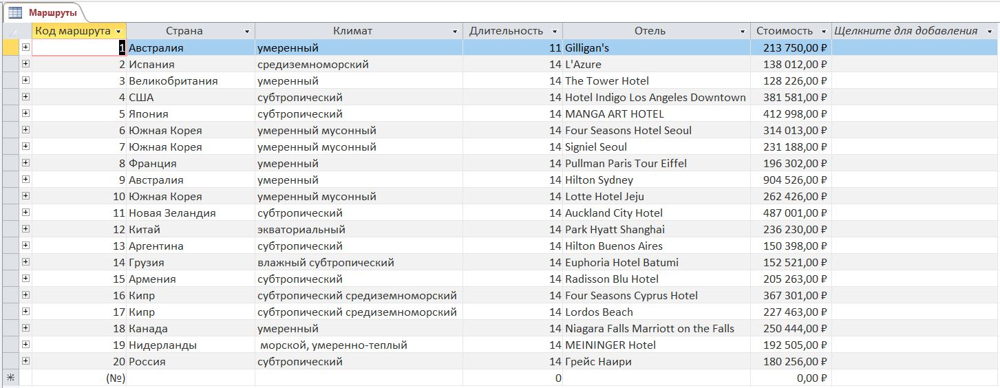 Маршруты
Код маршрута Страна Климат Длительность Отель Стоимость Щелкните для добавления
1 Австралия умеренный 11 Gilligan's 213 750,00 ₽
2 Испания средиземноморский 14 L'Azure 138 012,00 ₽
3 Великобритания умеренный 14 The Tower Hotel 128 226,00 ₽
4 США субтропический 14 Hotel Indigo Los Angeles Downtown 381 581,00 ₽
5 Япония субтропический 14 MANGA ART HOTEL 412 998,00 ₽
6 Южная Корея умеренный мусонный 14 Four Seasons Hotel Seoul 314 013,00 ₽
7 Южная Корея умеренный мусонный 14 Signiel Seoul 231 188,00 ₽
8 Франция умеренный 14 Pullman Paris Tour Eiffel 196 302,00 ₽
9 Австралия умеренный 14 Hilton Sydney 904 526,00 ₽
10 Южная Корея умеренный мусонный 14 Lotte Hotel Jeju 262 426,00 ₽
11 Новая Зеландия субтропический 14 Auckland City Hotel 487 001,00 ₽
12 Китай экваториальный 14 Park Hyatt Shanghai 236 230,00 ₽
13 Аргентина субтропический 14 Hilton Buenos Aires 150 398,00 ₽
14 Грузия влажный субтропический 14 Euphoria Hotel Batumi 152 521,00 ₽
15 Армения субтропический 14 Radisson Blu Hotel 205 263,00 ₽
16 Кипр субтропический средиземноморский 14 Four Seasons Cyprus Hotel 367 301,00 ₽
17 Кипр субтропический средиземноморский 14 Lordos Beach 227 463,00 ₽
18 Канада умеренный 14 Niagara Falls Marriott on the Falls 250 444,00 ₽
19 Нидерланды морской, умеренно-теплый 14 MEININGER Hotel 192 505,00 ₽
20 Россия субтропический 14 Грейс Наири 180 256,00 ₽
(№) 0 0,00 ₽